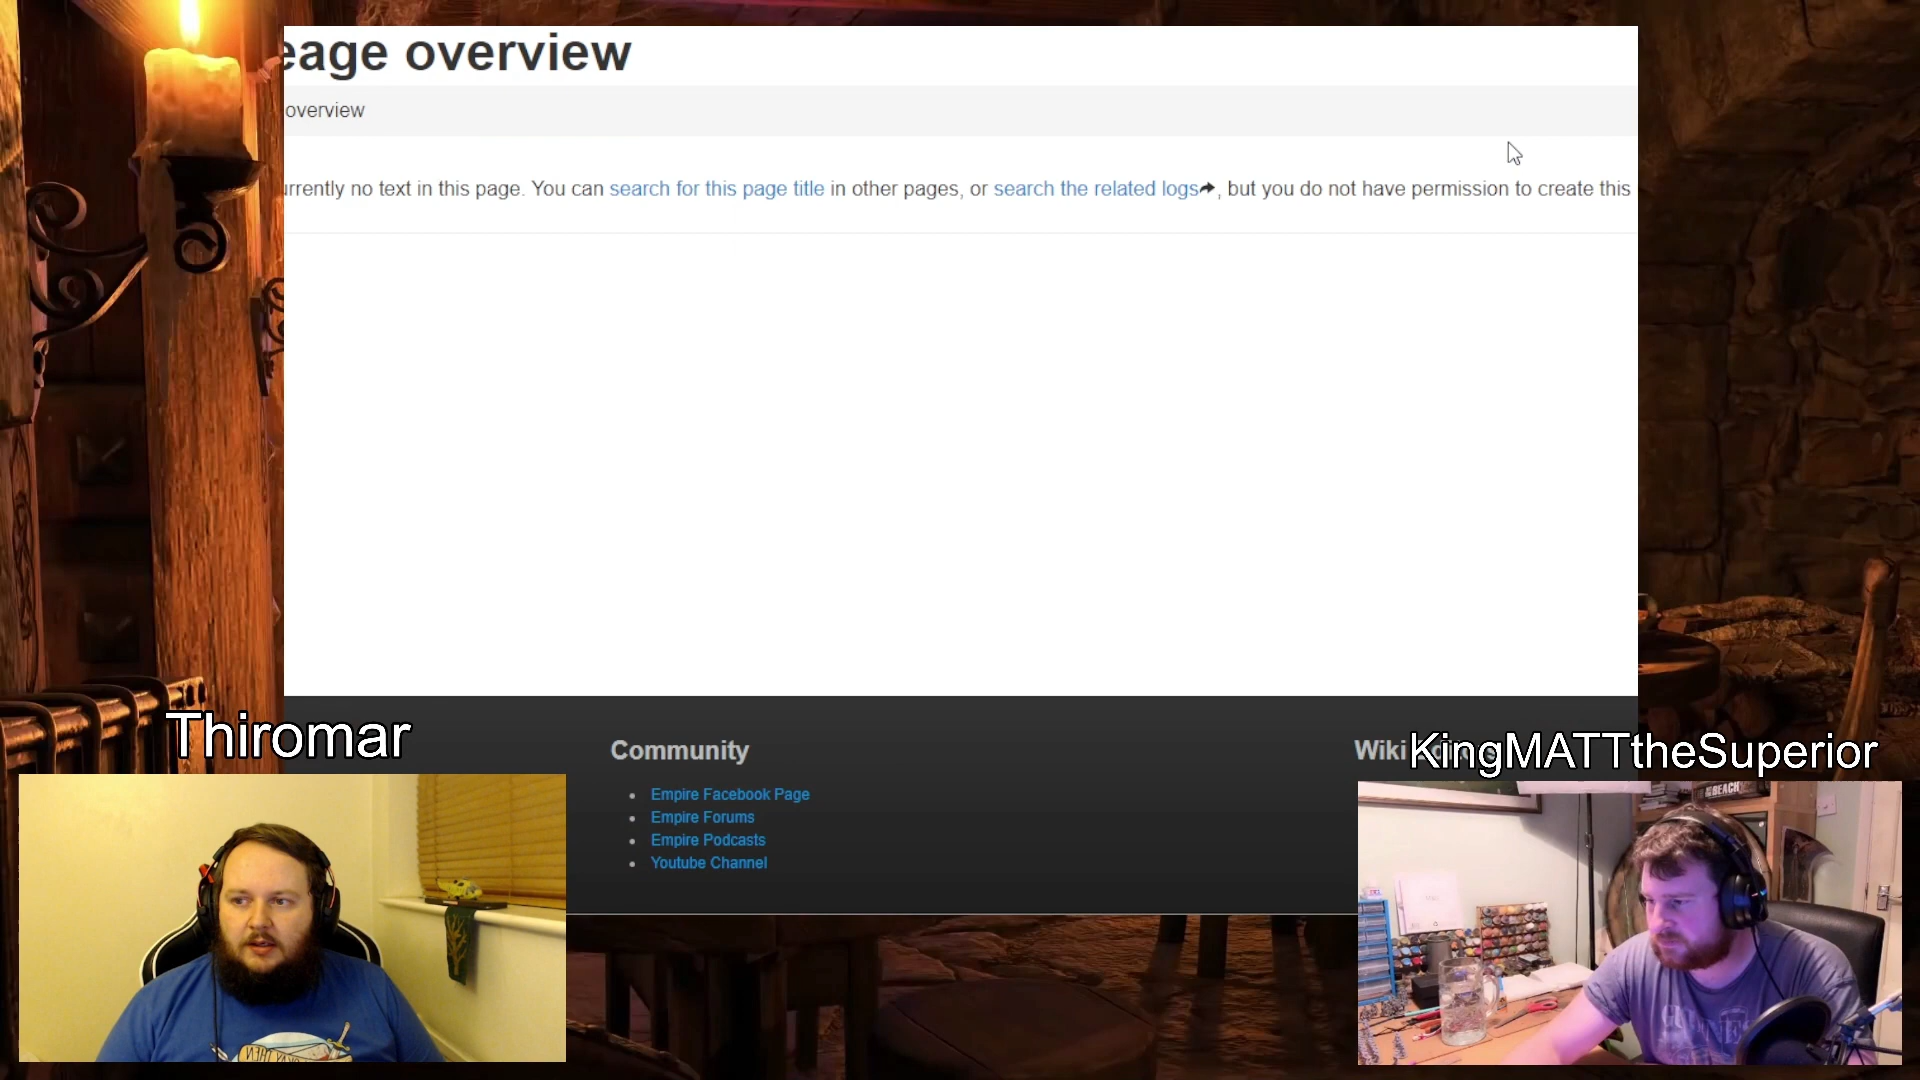 eage overview
overview
urrently no text in this page. You can search for this page title in other pages, or search the related logs, but you do not have permission to create this
Thiromar
Community
Wiki
KingMATTtheSuperior
Empire Facebook Page
Empire Forums
Empire Podcasts
Youtube Channel
BEACH